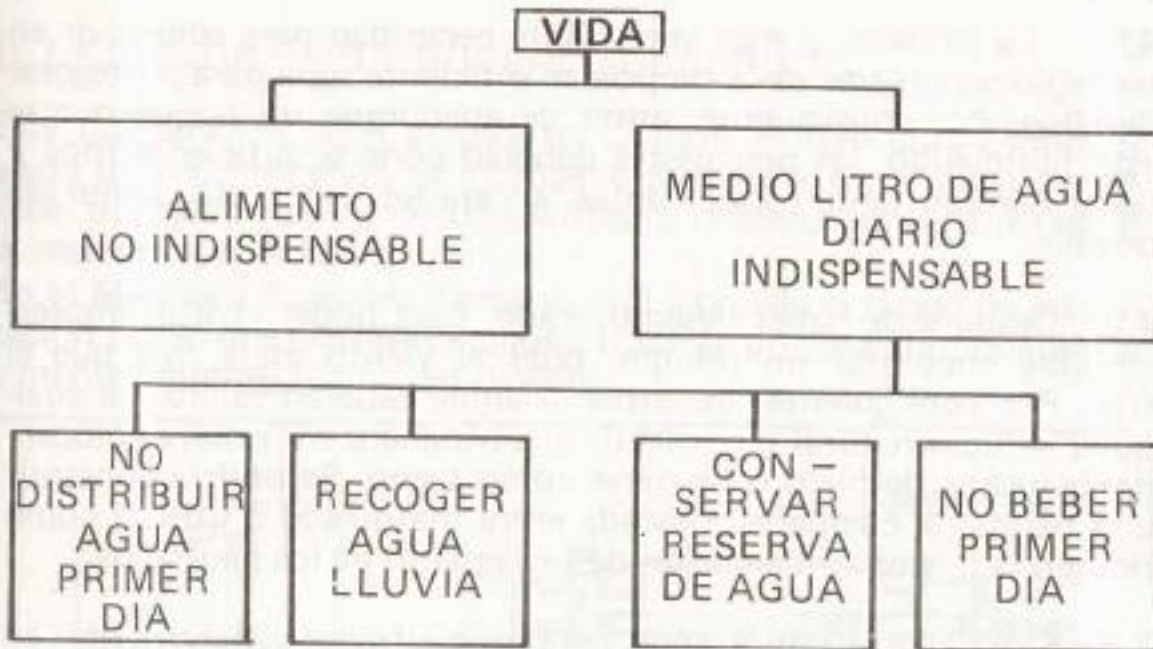 VIDA
ALIMENTO
NO INDISPENSABLE
MEDIO LITRO DE AGUA
DIARIO
INDISPENSABLE
NO
DISTRIBUIR
AGUA
PRIMER
DIA
RECOGER
AGUA
LLUVIA
CON –
SERVAR
RESERVA
DE AGUA
NO BEBER
PRIMER
DIA